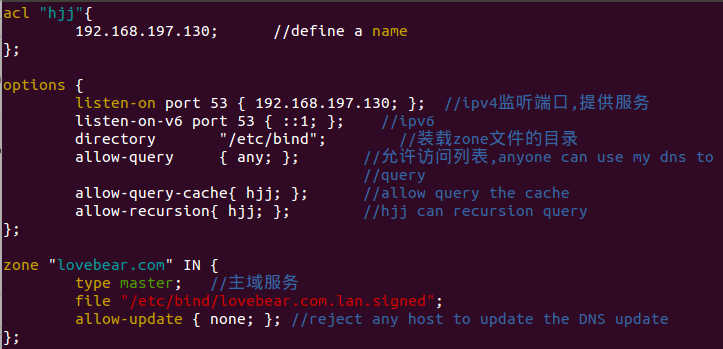 acl "hjj"{
192.168.197.130; //define a name
};
options {
listen-on port 53 { 192.168.197.130; }; //ipv4监听端口,提供服务
listen-on-v6 port 53 { ::1; }; //ipv6
directory "/etc/bind"; //装载zone文件的目录
allow-query { any; }; //允许访问列表,anyone can use my dns to
//query
allow-query-cache{ hjj; }; //allow query the cache
allow-recursion{ hjj; }; //hjj can recursion query
};
zone "lovebear.com" IN {
type master; //主域服务
file "/etc/bind/lovebear.com.lan.signed";
allow-update { none; }; //reject any host to update the DNS update
};